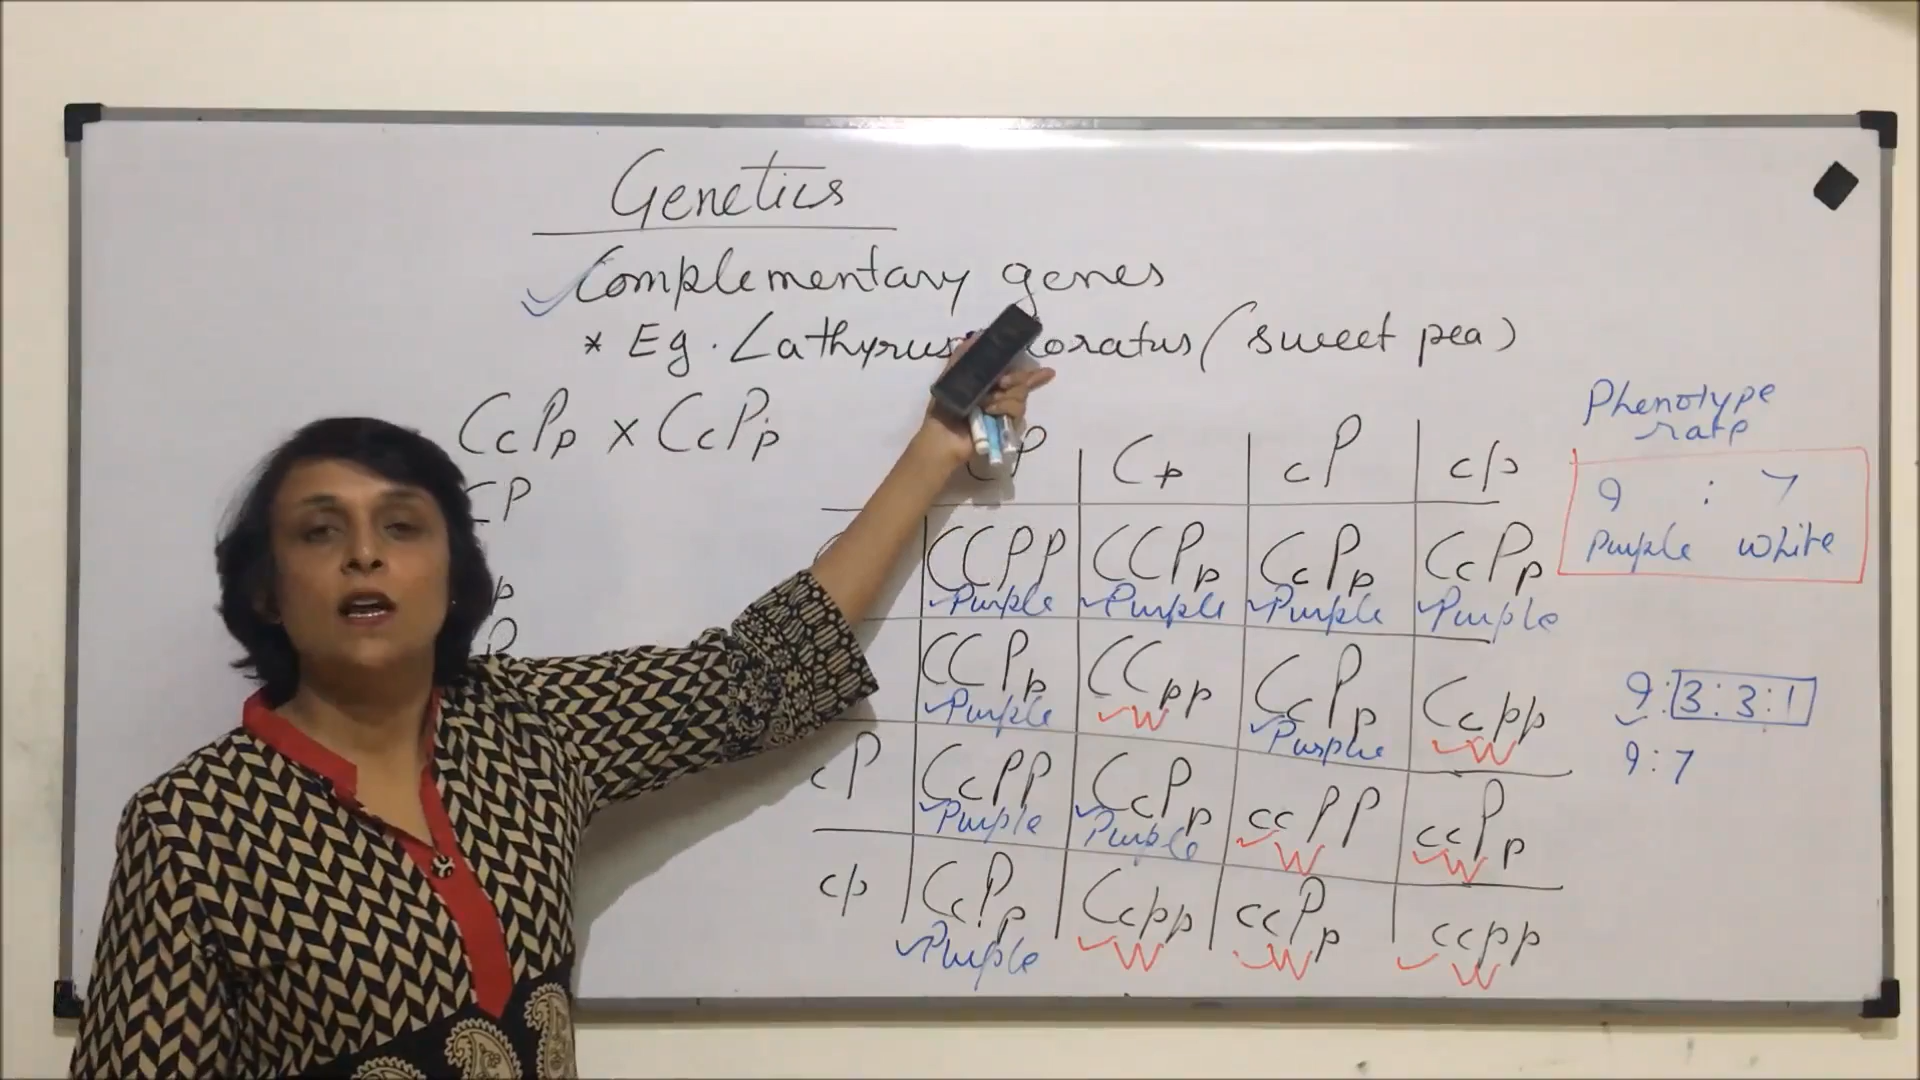 Genetics
Complementary genes
* Eg. Lathyrus (sweet pea)
CcPp x CcPp
CP
Cp cP cp
CCPP CCPp CcPp CcPp
Purple Purple Purple Purple
CCPp CCpp CcPp Ccpp
Purple W Purple W
cP CcPP CcPp ccPP ccPp
Purple Purple W W
cp CcPp Ccpp ccPp ccpp
Purple W W W
Phenotype
9 : 7
Purple White
9:3:3:1
9:7